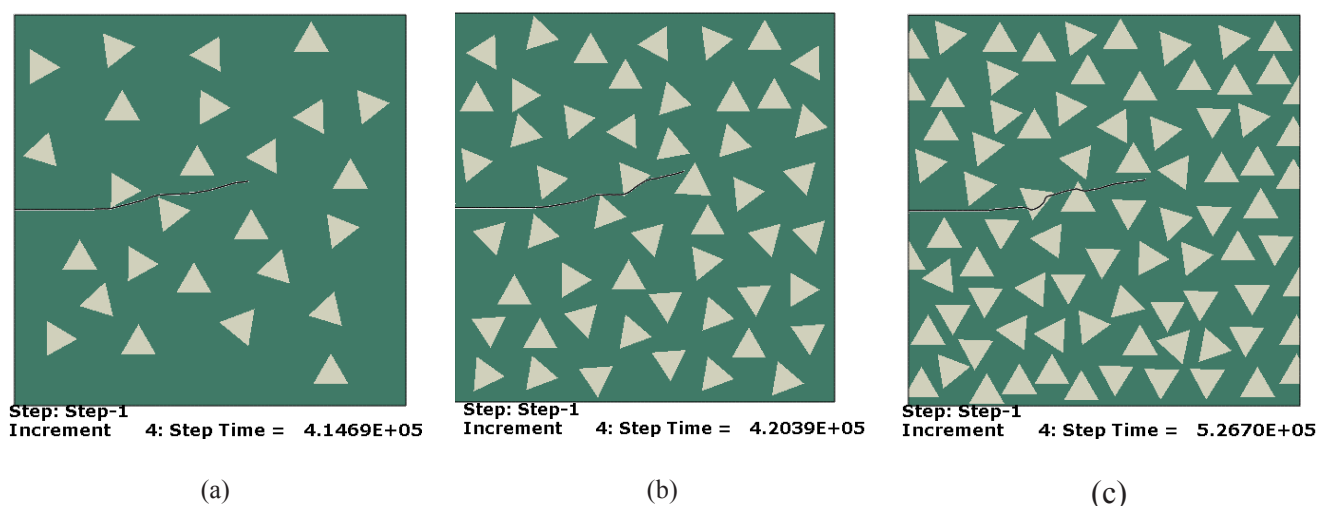 Step: Step-1
Increment 4: Step Time = 4.1469E+05
(a)
Step: Step-1
Increment 4: Step Time = 4.2039E+05
(b)
Step: Step-1
Increment 4: Step Time = 5.2670E+05
(c)